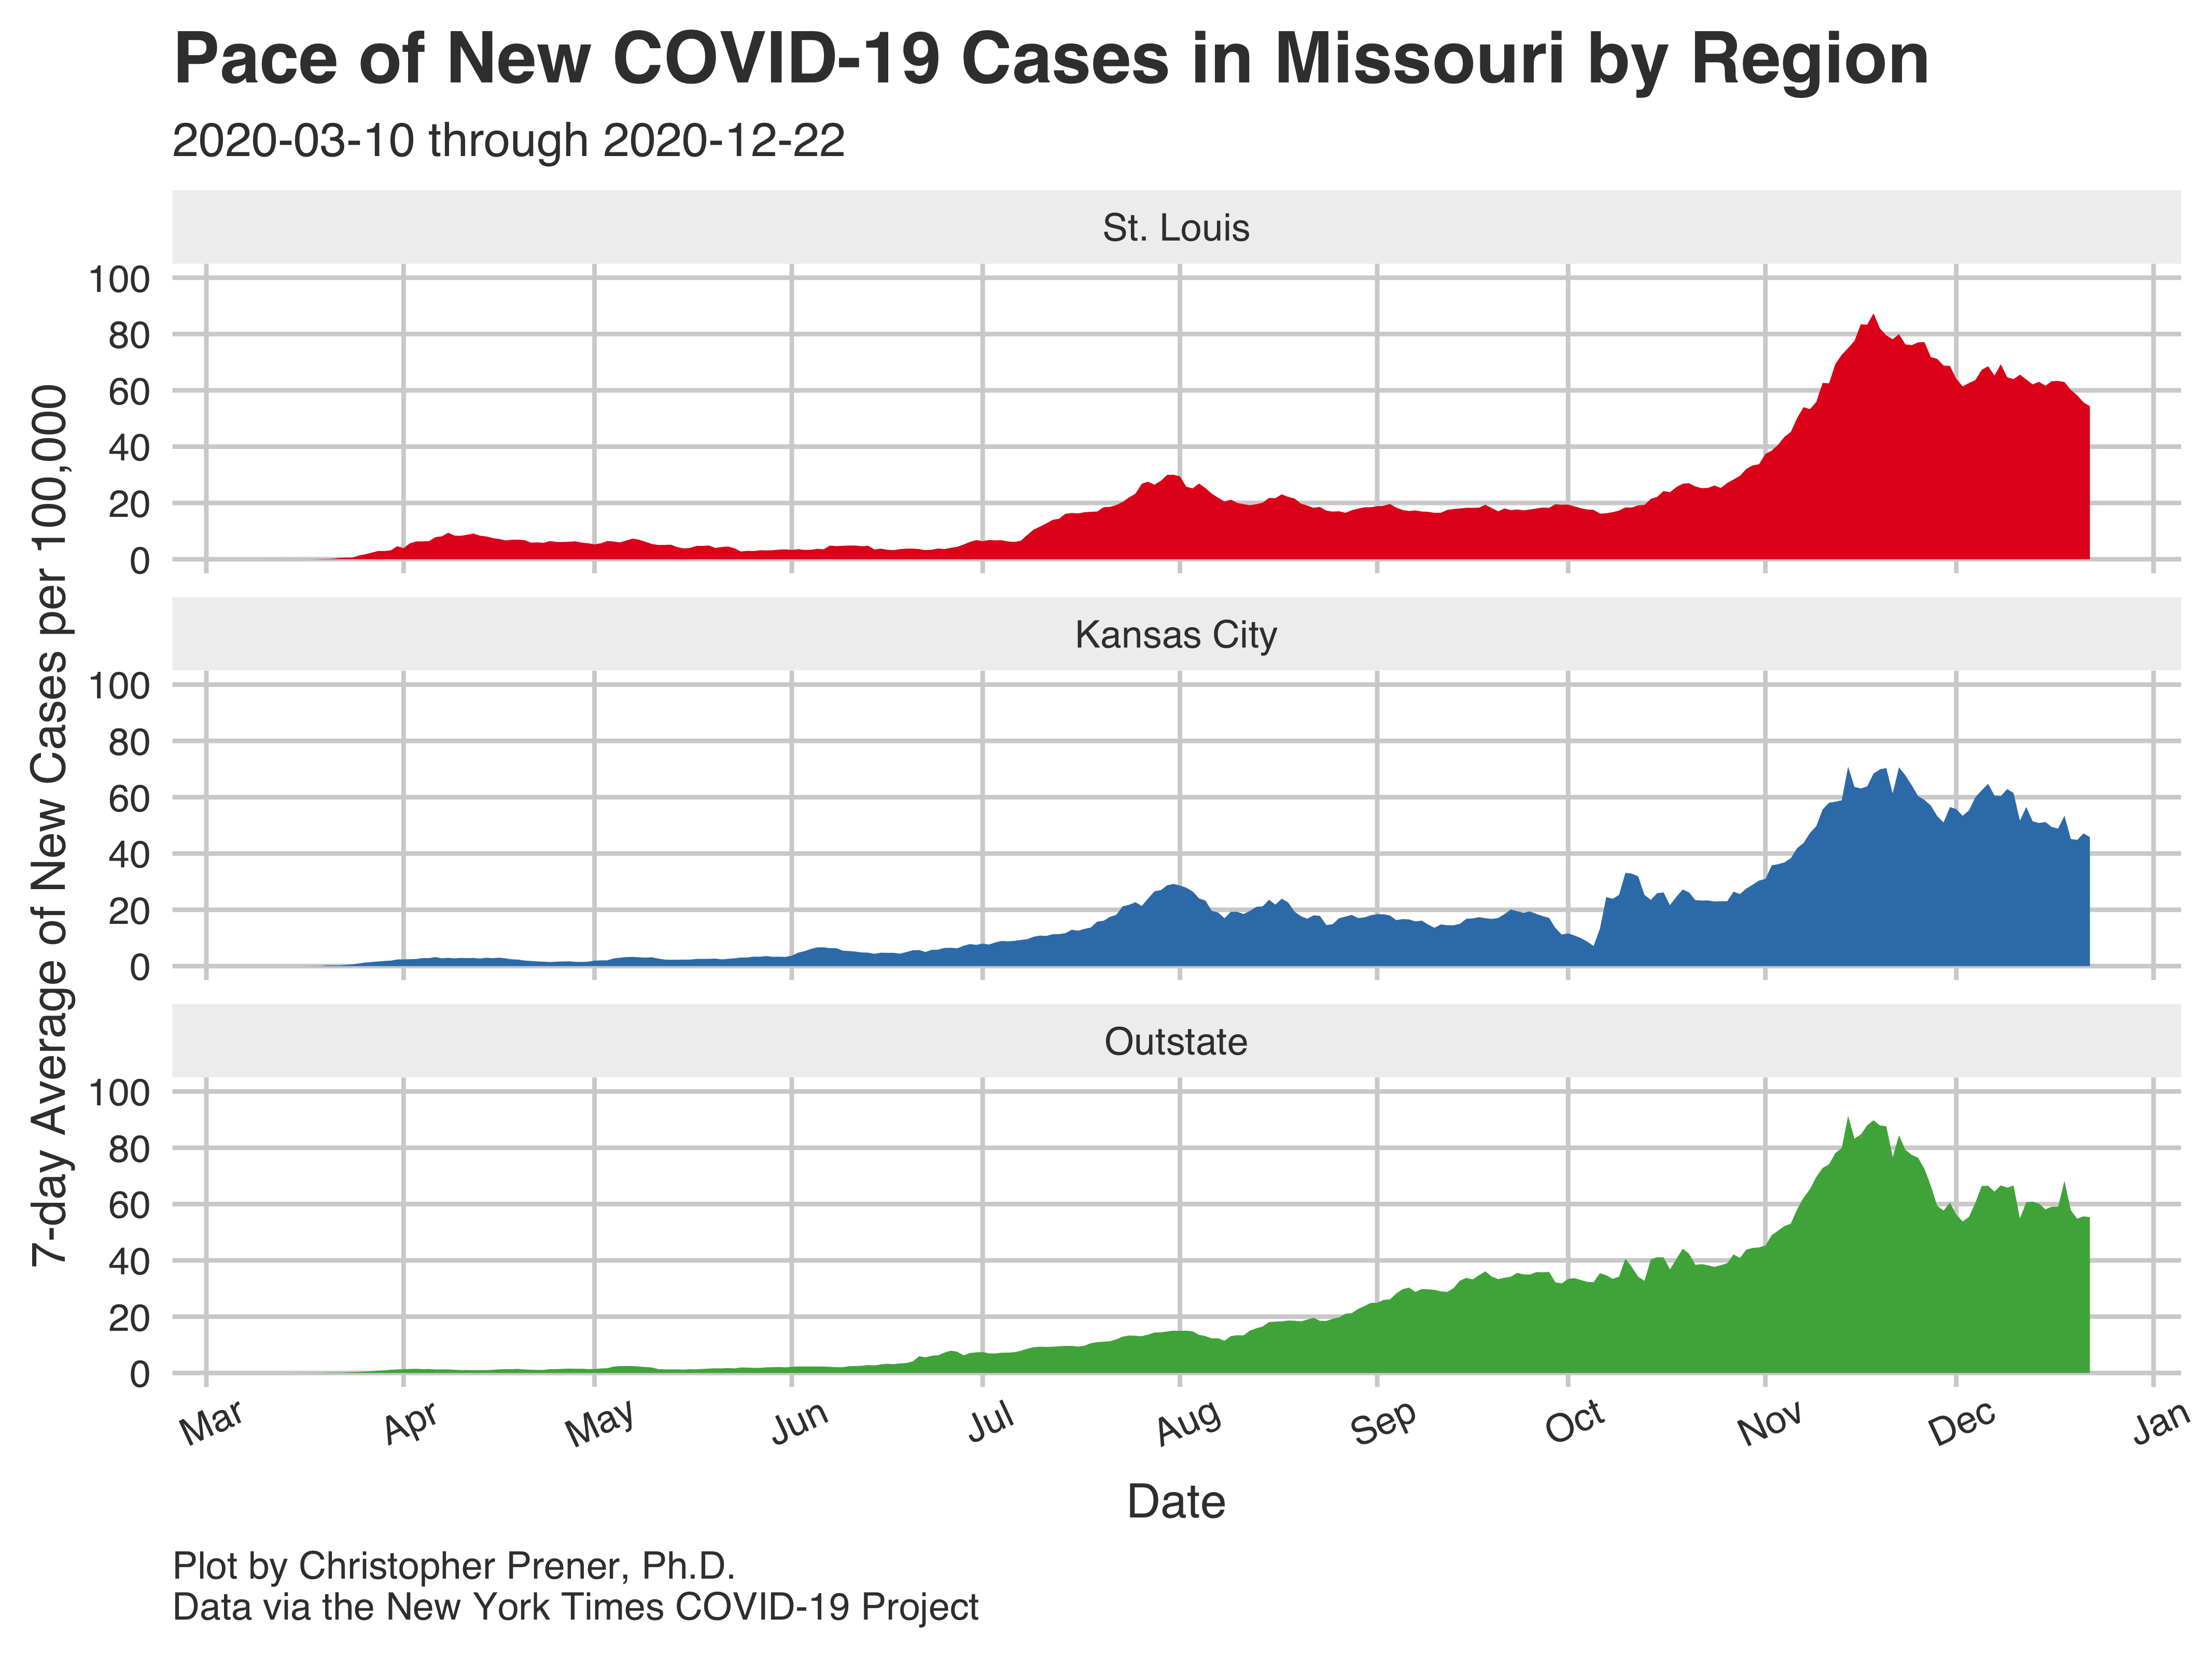 Pace of New COVID-19 Cases in Missouri by Region
2020-03-10 through 2020-12-22
7-day Average of New Cases per 100,000
St. Louis
100
80
60
40
20
0
Kansas City
100
80
60
40
20
0
Outstate
100
80
60
40
20
0
Mar Apr May Jun Jul Aug Sep Oct Nov Dec Jan
Date
Plot by Christopher Prener, Ph.D.
Data via the New York Times COVID-19 Project